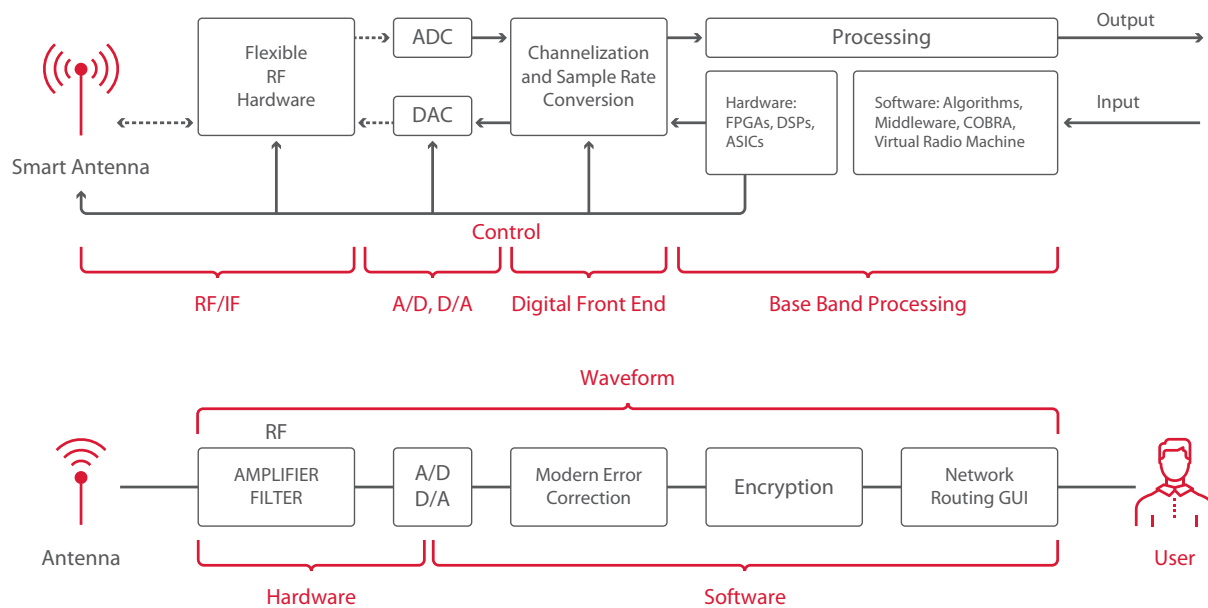 Flexible
RF
Hardware
ADC
DAC
Channelization
and Sample Rate
Conversion
Processing
Hardware:
FPGAs, DSPs,
ASICs
Software: Algorithms,
Middleware, COBRA,
Virtual Radio Machine
Output
Input
Smart Antenna
Control
RF/IF
A/D, D/A
Digital Front End
Base Band Processing
Waveform
RF
AMPLIFIER
FILTER
A/D
D/A
Modern Error
Correction
Encryption
Network
Routing GUI
Antenna
User
Hardware
Software